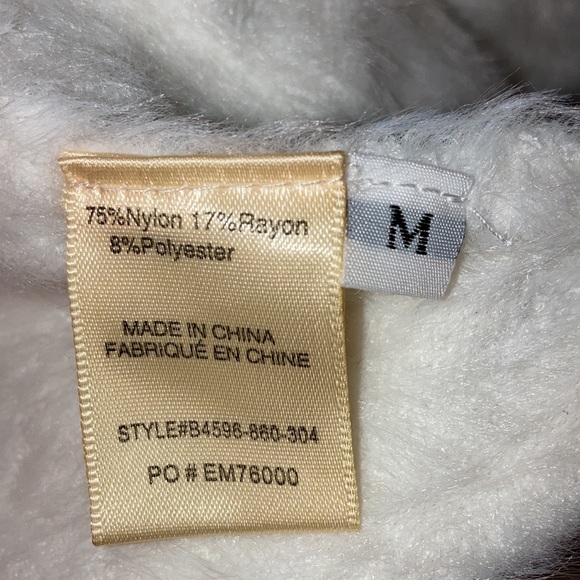 75%Nylon 17%Rayon
8%Polyester
M
MADE IN CHINA
FABRIQUÉ EN CHINE
STYLE#B4596-860-304
PO # EM76000